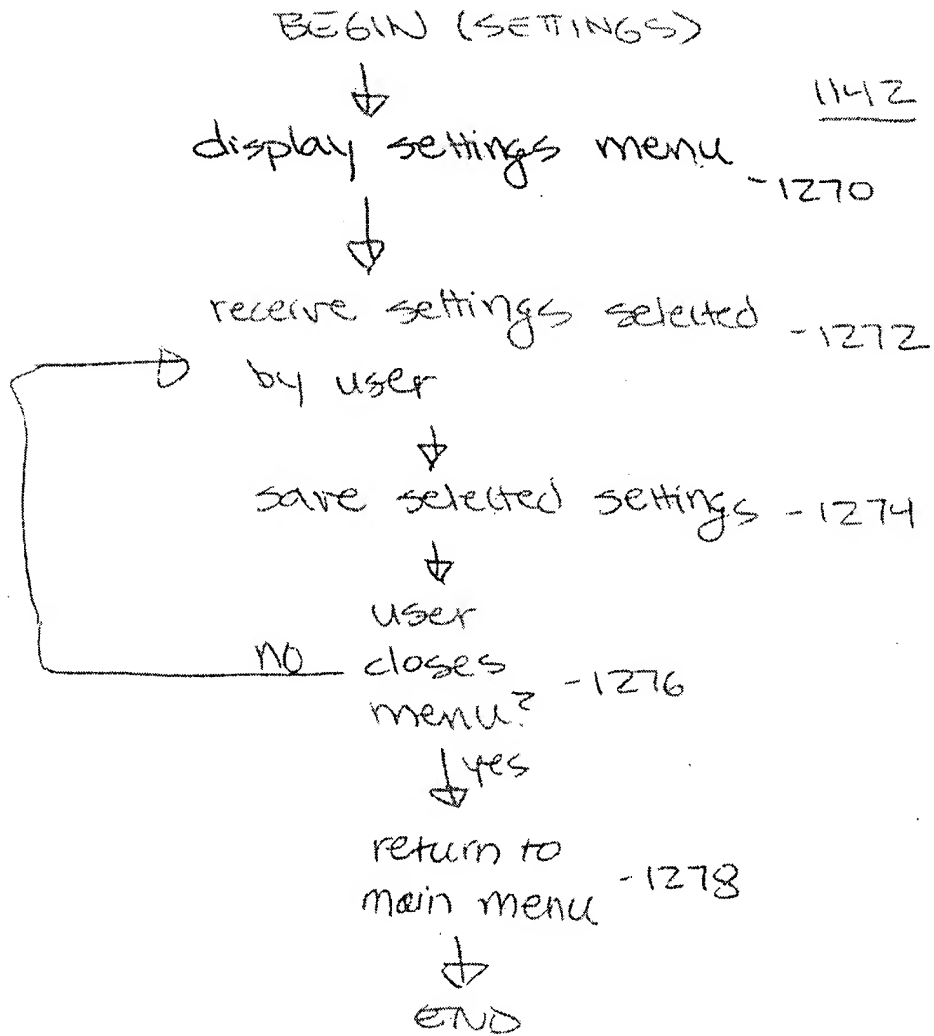 BEGIN (SETTINGS)
1142
display settings menu -1270
receive settings selected -1272
by user
save selected settings -1274
user
no closes -1276
menu?
yes
return to
main menu -1278
END